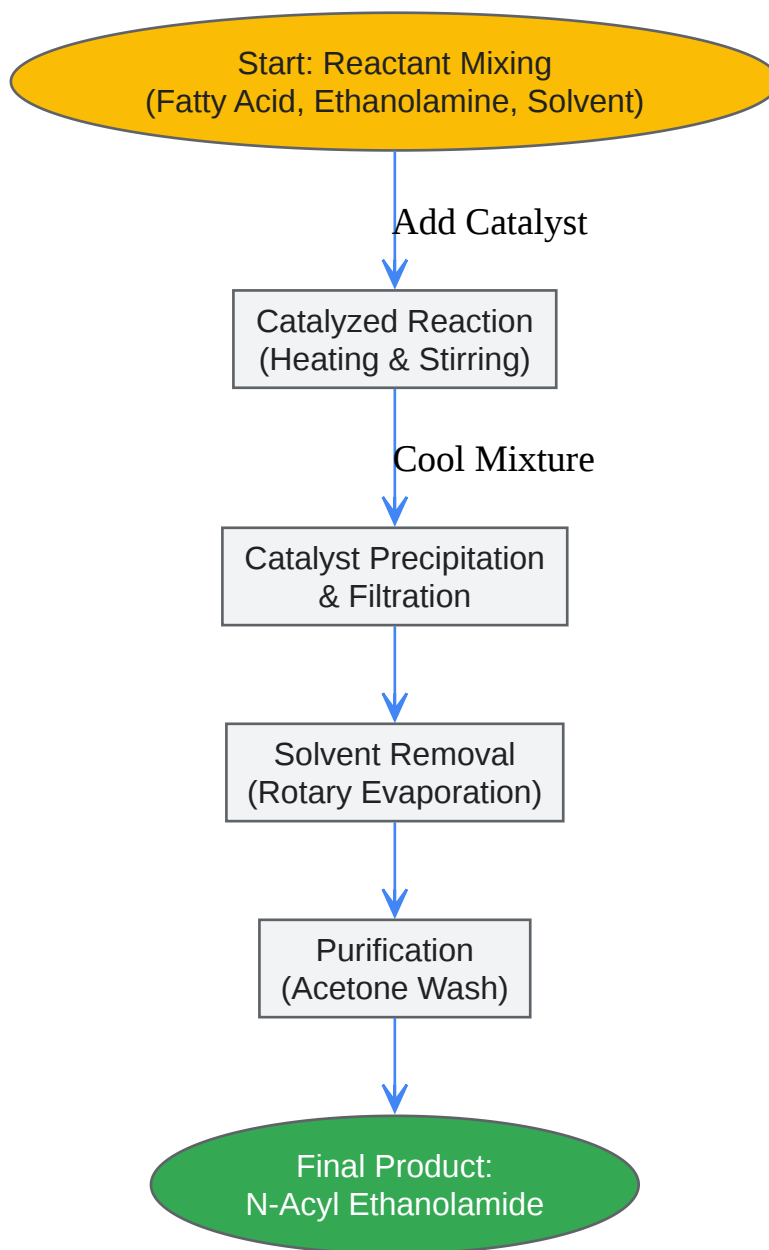 Start: Reactant Mixing
(Fatty Acid, Ethanolamine, Solvent)
Add Catalyst
Catalyzed Reaction
(Heating & Stirring)
Cool Mixture
Catalyst Precipitation
& Filtration
Solvent Removal
(Rotary Evaporation)
Purification
(Acetone Wash)
Final Product:
N-Acyl Ethanolamide